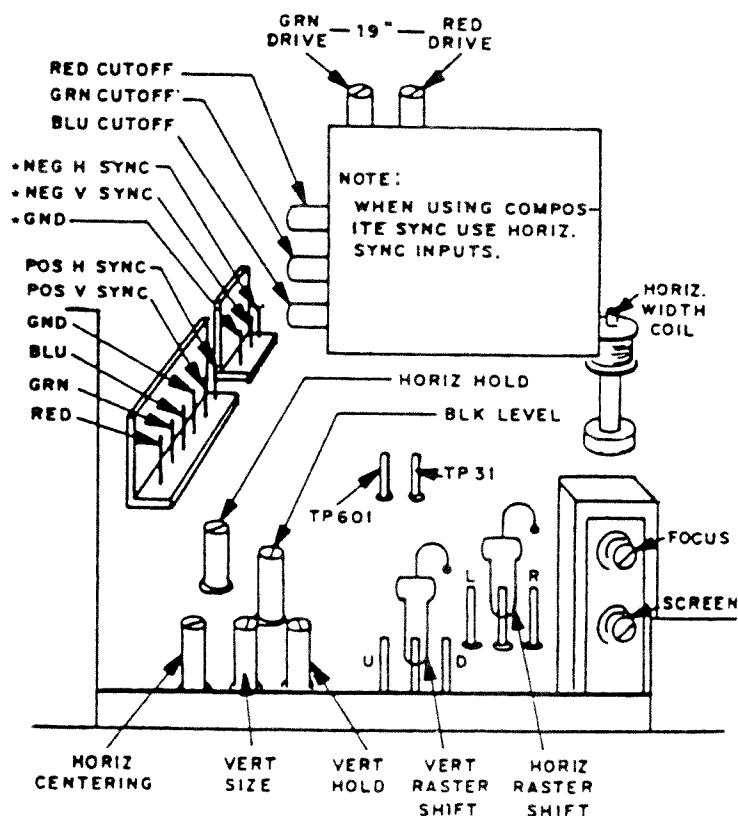 GRN
DRIVE
19"
RED
DRIVE
RED CUTOFF
GRN CUTOFF
BLU CUTOFF
*NEG H SYNC
*NEG V SYNC
*GND
POS H SYNC
POS V SYNC
GND
BLU
GRN
RED
NOTE:
WHEN USING COMPOS-
ITE SYNC USE HORIZ.
SYNC INPUTS.
HORIZ.
WIDTH
COIL
HORIZ HOLD
BLK LEVEL
TP31
TP601
FOCUS
SCREEN
L
R
U
D
HORIZ
CENTERING
VERT
SIZE
VERT
HOLD
VERT
RASTER
SHIFT
HORIZ
RASTER
SHIFT